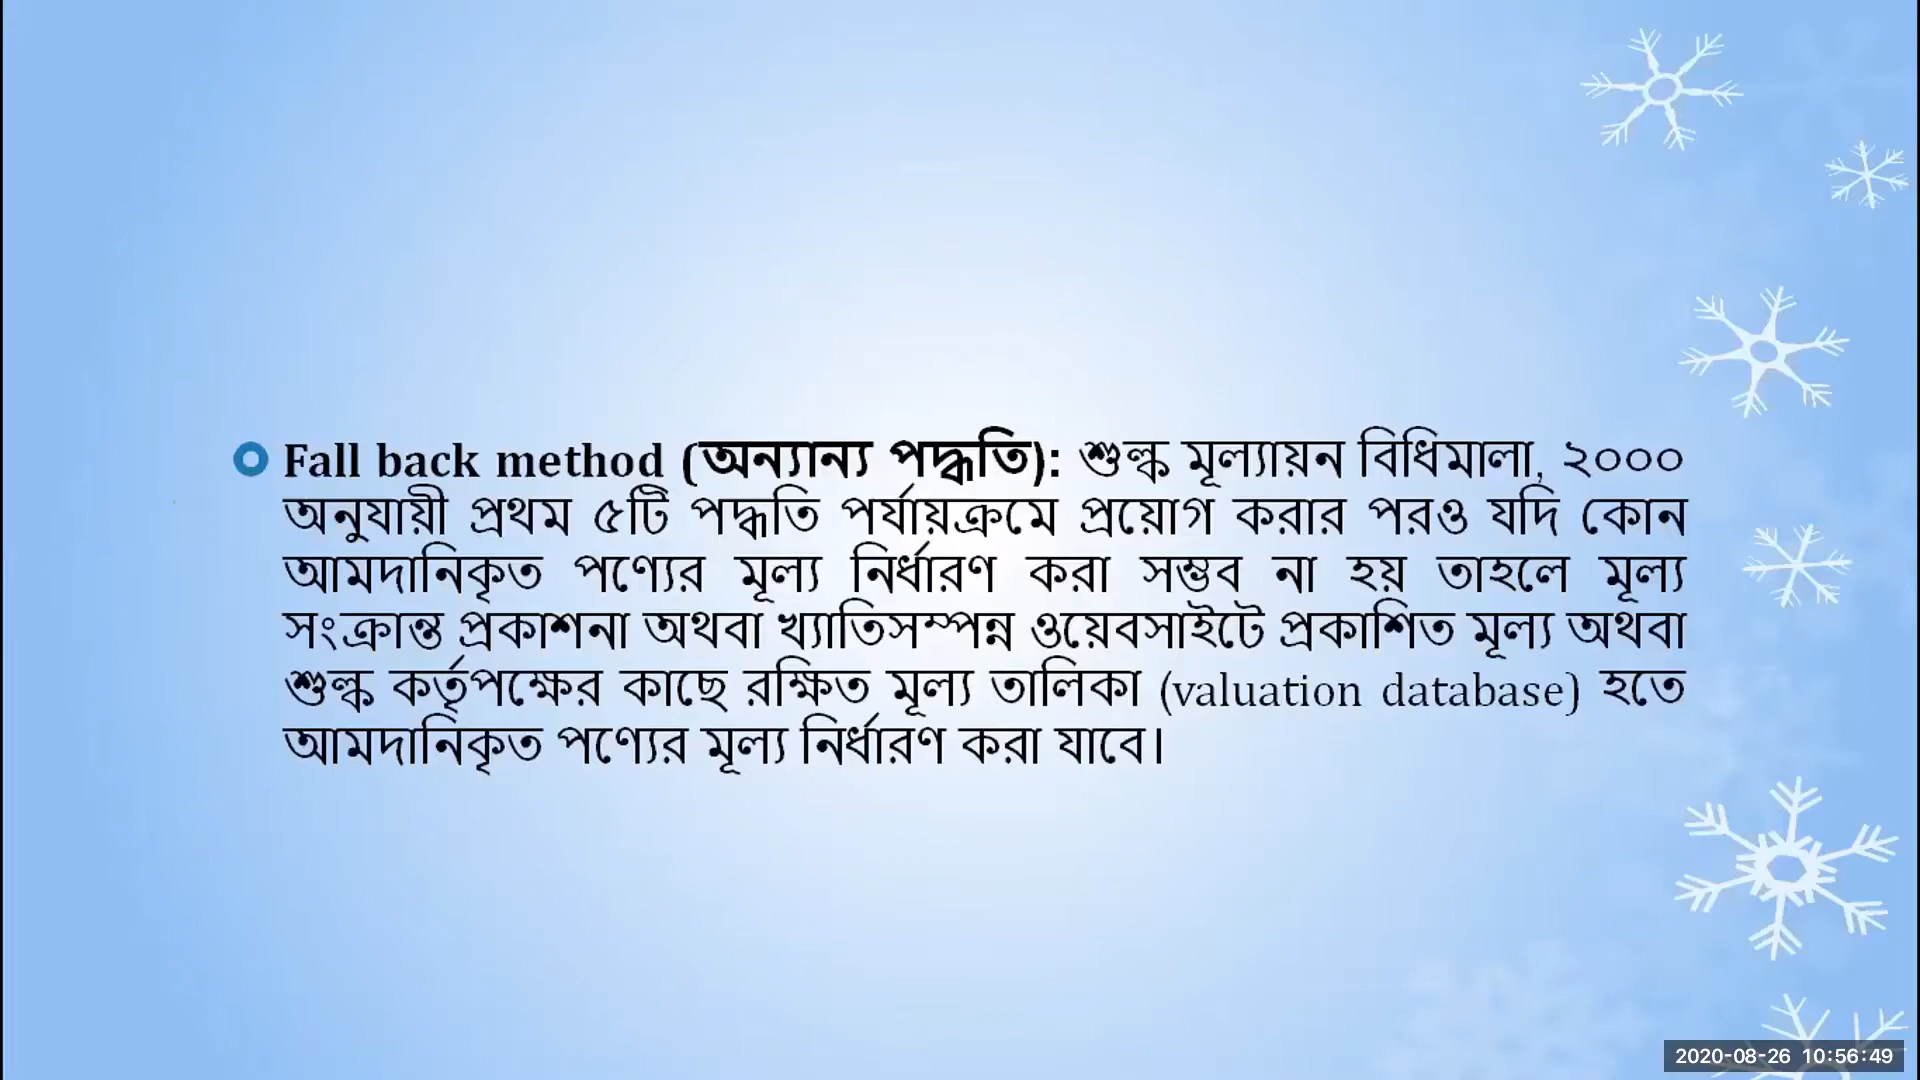 Fall back method (অন্যান্য পদ্ধতি): শুল্ক মূল্যায়ন বিধিমালা, ২০০০
অনুযায়ী প্রথম ৫টি পদ্ধতি পর্যায়ক্রমে প্রয়োগ করার পরও যদি কোন
আমদানিকৃত পণ্যের মূল্য নির্ধারণ করা সম্ভব না হয় তাহলে মূল্য
সংক্রান্ত প্রকাশনা অথবা খ্যাতিসম্পন্ন ওয়েবসাইটে প্রকাশিত মূল্য অথবা
শুল্ক কর্তৃপক্ষের কাছে রক্ষিত মূল্য তালিকা (valuation database) হতে
আমদানিকৃত পণ্যের মূল্য নির্ধারণ করা যাবে।
2020-08-26 10:56:49